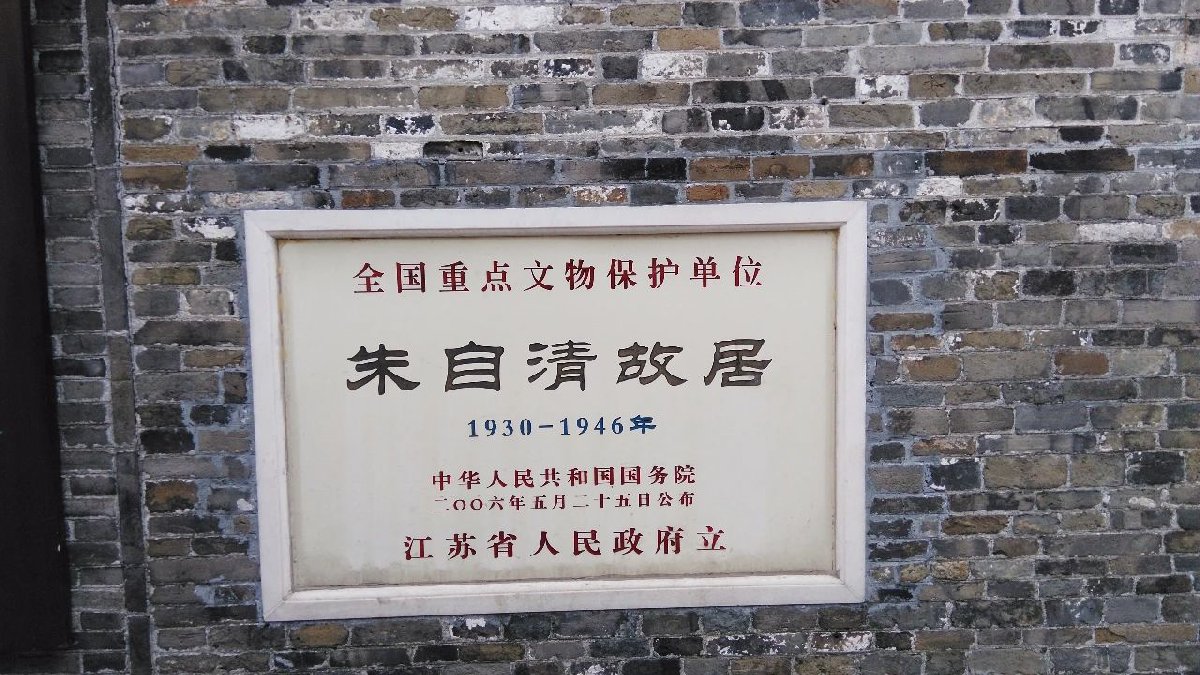 全国重点文物保护单位
朱自清故居
1930-1946年
中华人民共和国国务院
二〇〇六年五月二十五日公布
江苏省人民政府立